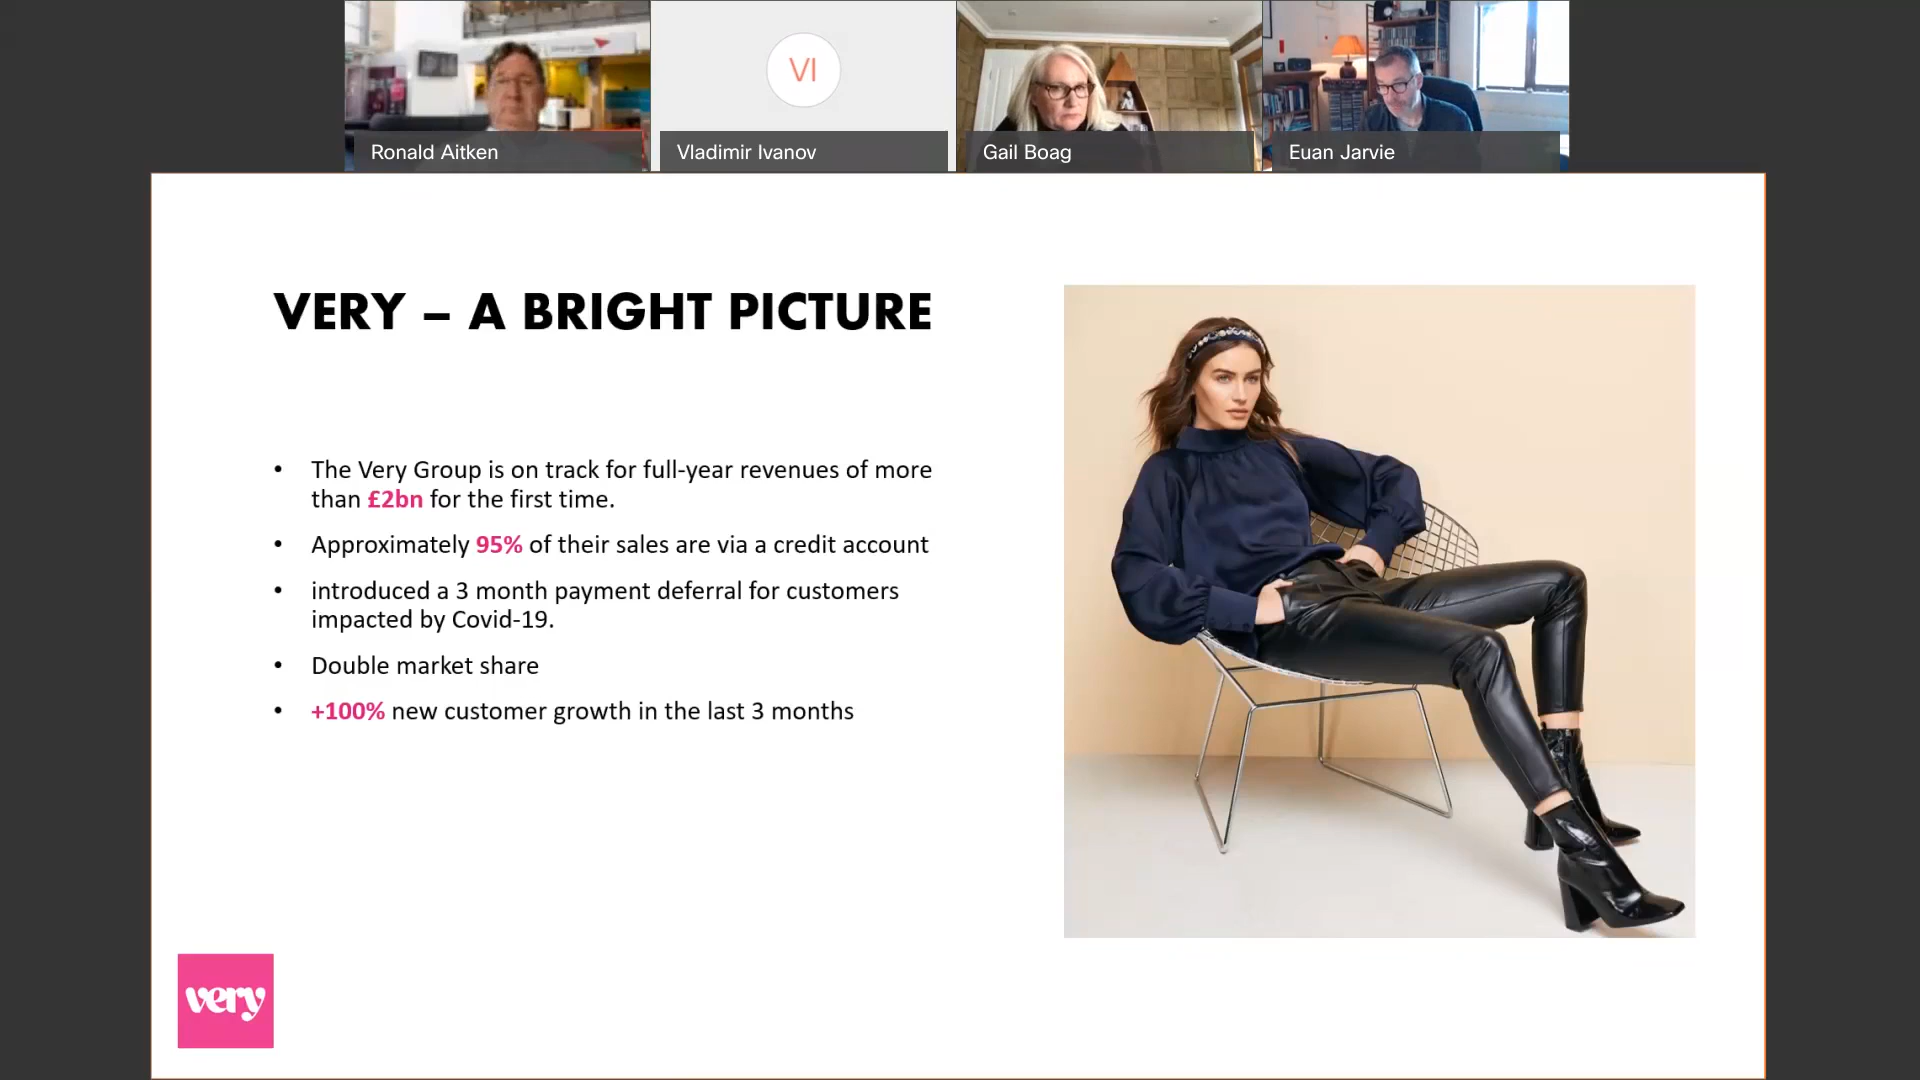 Ronald Aitken
VI
Vladimir Ivanov
Gail Boag
Euan Jarvie
VERY – A BRIGHT PICTURE
• The Very Group is on track for full-year revenues of more
than £2bn for the first time.
• Approximately 95% of their sales are via a credit account
• introduced a 3 month payment deferral for customers
impacted by Covid-19.
• Double market share
• +100% new customer growth in the last 3 months
very